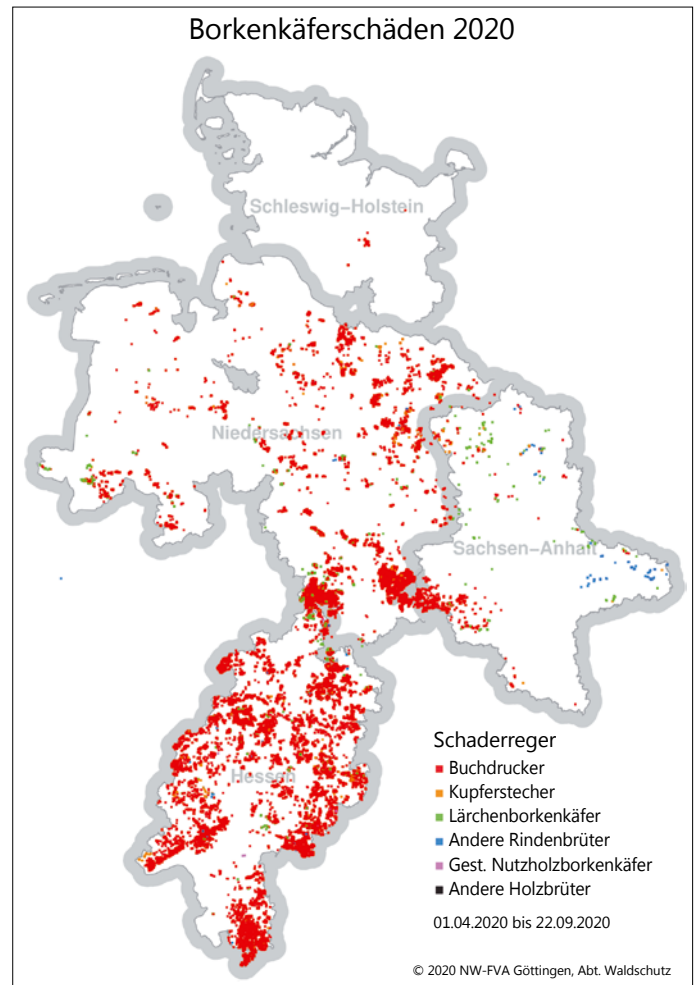 Borkenkäferschäden 2020
Schleswig-Holstein
Niedersachsen
Sachsen-Anhalt
Hessen
Schaderreger
Buchdrucker
Kupferstecher
Lärchenborkenkäfer
Andere Rindenbrüter
Gest. Nutzholzborkenkäfer
Andere Holzbrüter
01.04.2020 bis 22.09.2020
© 2020 NW-FVA Göttingen, Abt. Waldschutz